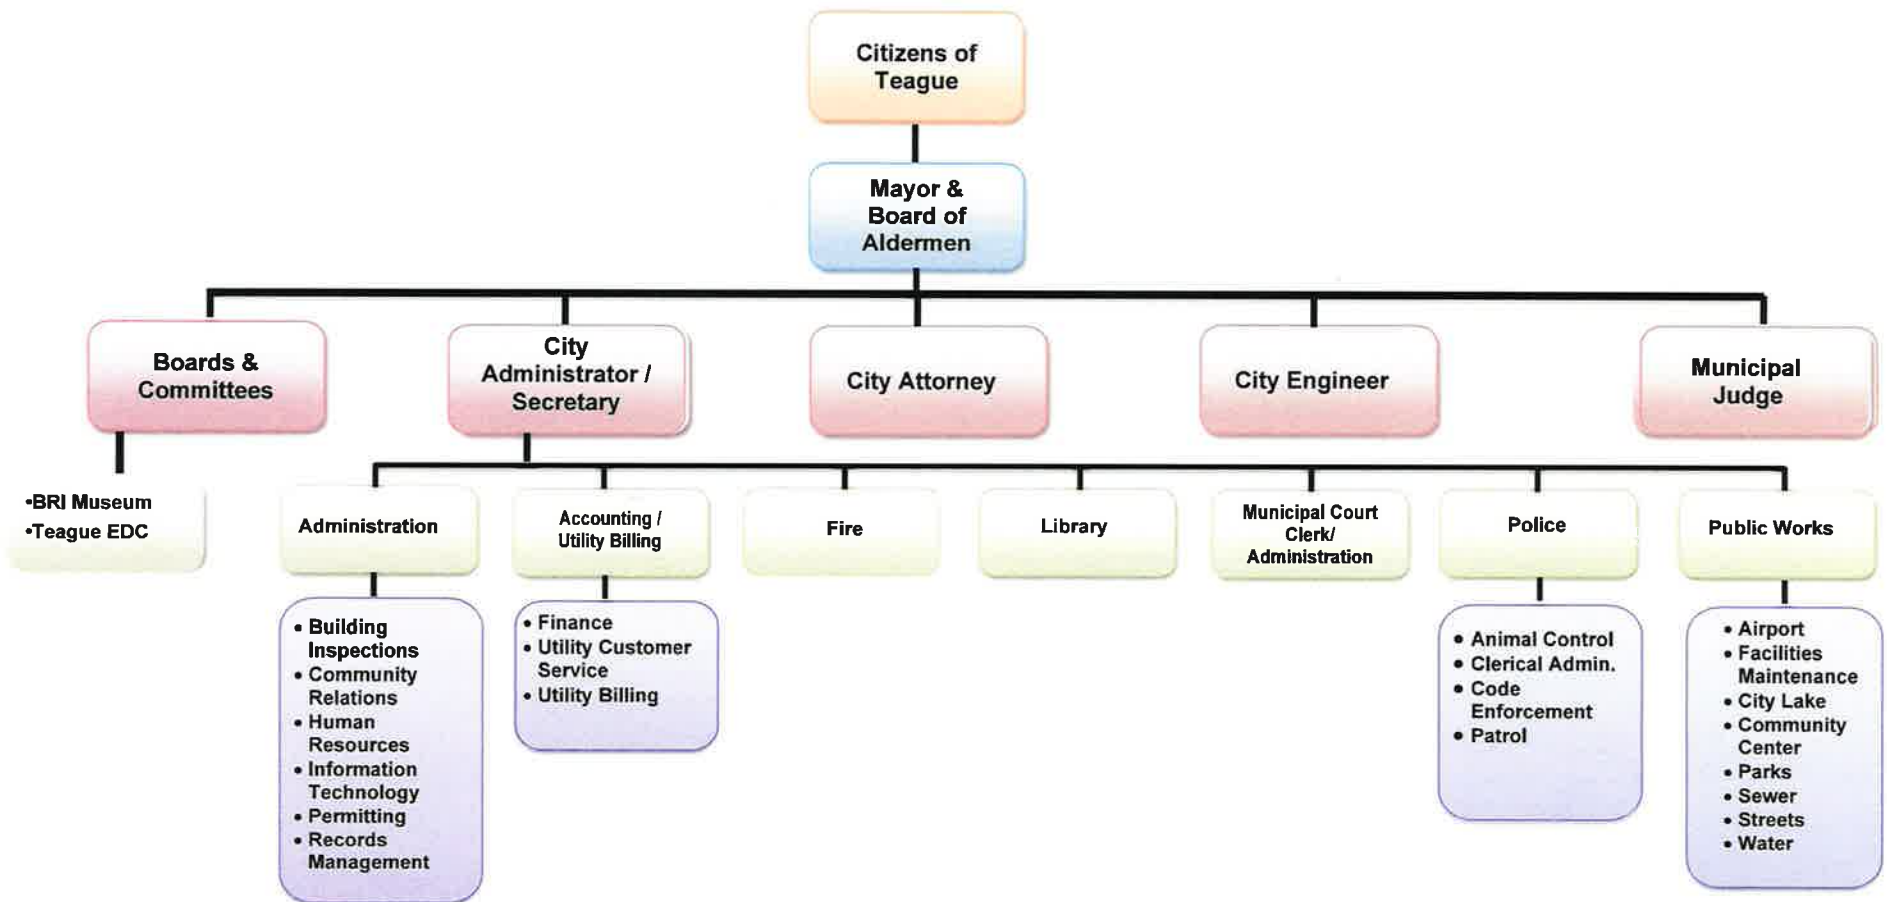 Citizens of
Teague
Mayor &
Board of
Aldermen
Boards &
Committees
City
Administrator /
Secretary
City Attorney
City Engineer
Municipal
Judge
•BRI Museum
•Teague EDC
Administration
Accounting /
Utility Billing
Fire
Library
Municipal Court
Clerk/
Administration
Police
Public Works
• Building
Inspections
• Community
Relations
• Human
Resources
• Information
Technology
• Permitting
• Records
Management
• Finance
• Utility Customer
Service
• Utility Billing
• Animal Control
• Clerical Admin.
• Code
Enforcement
• Patrol
• Airport
• Facilities
Maintenance
• City Lake
• Community
Center
• Parks
• Sewer
• Streets
• Water